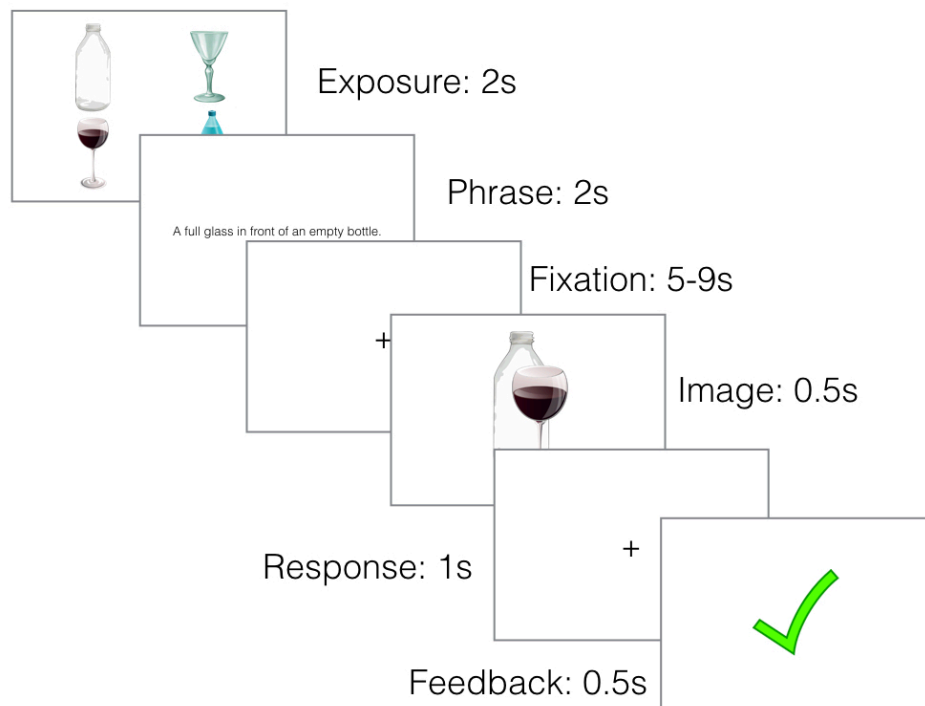 Exposure: 2s
Phrase: 2s
A full glass in front of an empty bottle.
Fixation: 5-9s
+
Image: 0.5s
+
Response: 1s
Feedback: 0.5s